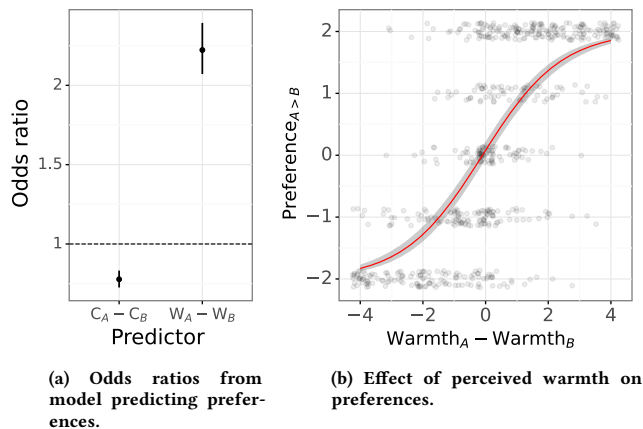 2
1.5
1
Odds ratio
C_A − C_B W_A − W_B
Predictor
2
1
0
−1
−2
Preference_{A>B}
−4 −2 0 2 4
Warmth_A − Warmth_B
(a) Odds ratios from
model predicting prefer-
ences.
(b) Effect of perceived warmth on
preferences.